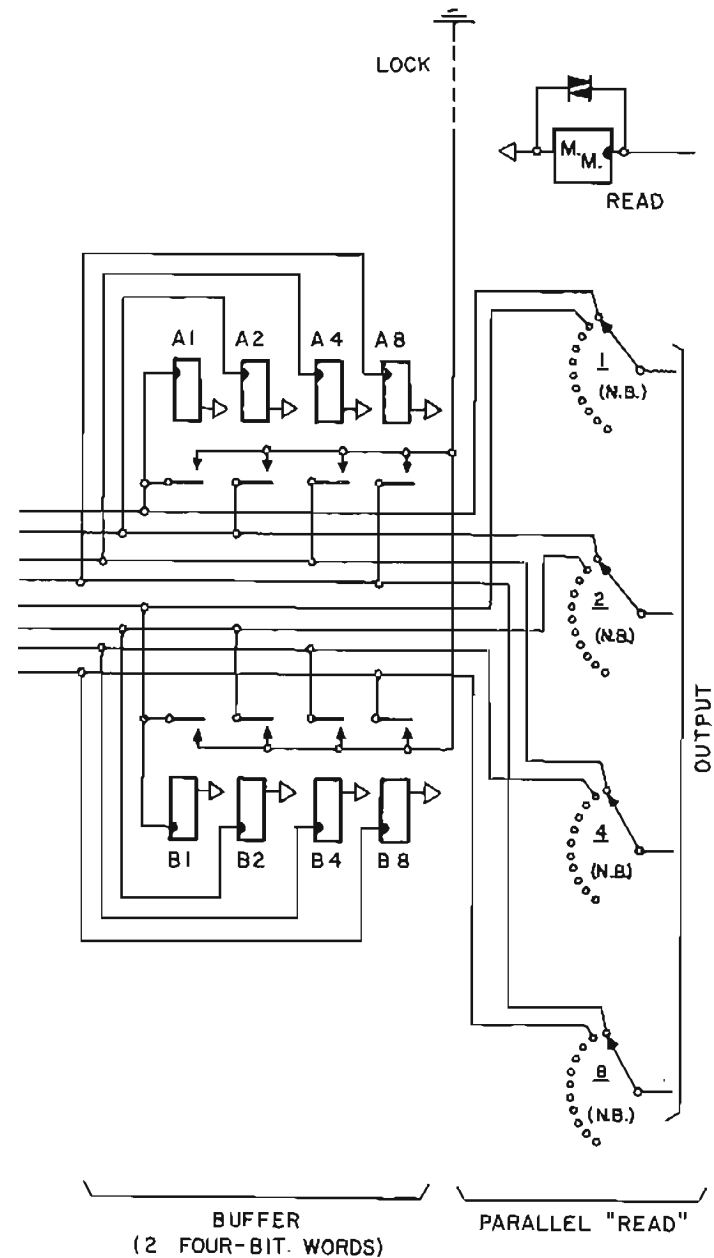 LOCK
M.
M.
READ
A1 A2 A4 A8
1
(N.B.)
2
(N.B.)
4
(N.B.)
8
(N.B.)
OUTPUT
B1 B2 B4 B8
BUFFER
(2 FOUR-BIT. WORDS)
PARALLEL "READ"